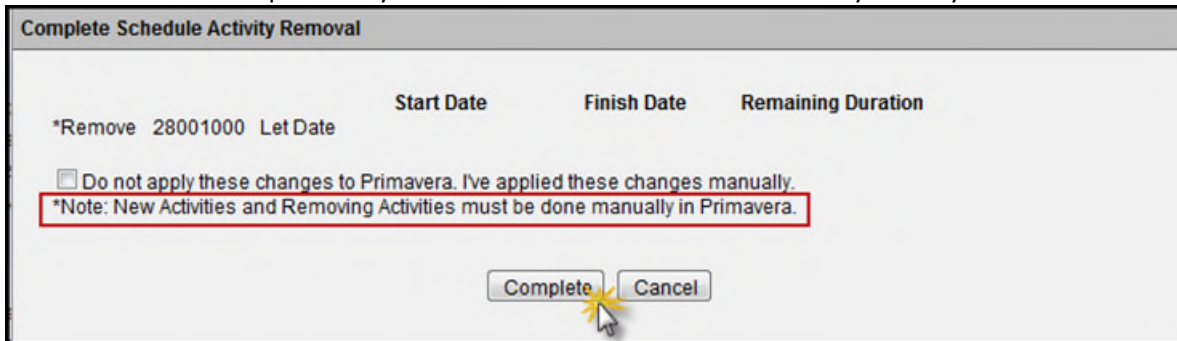 Complete Schedule Activity Removal
Start Date Finish Date Remaining Duration
*Remove 28001000 Let Date
Do not apply these changes to Primavera. I've applied these changes manually.
*Note: New Activities and Removing Activities must be done manually in Primavera.
Complete Cancel